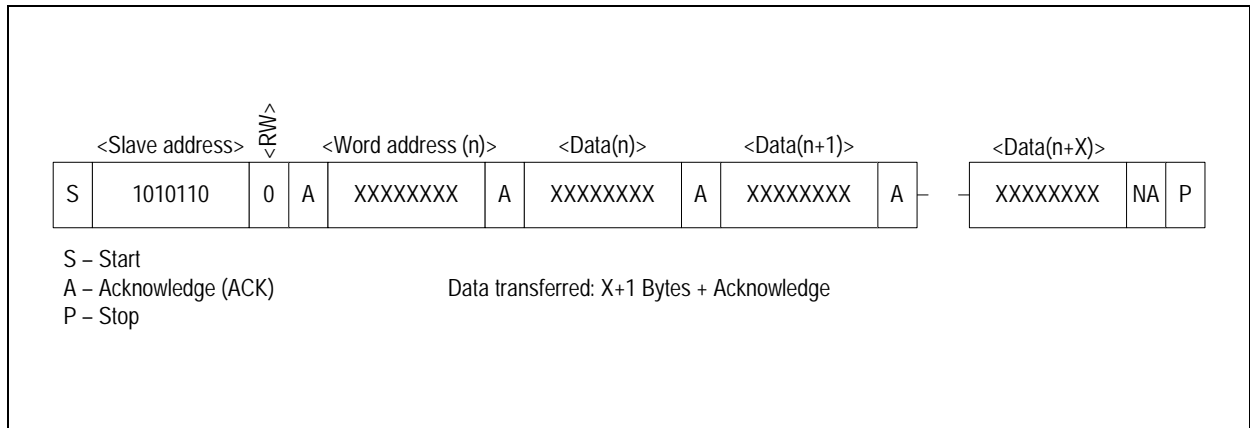 <Slave address> <RW> <Word address (n)> <Data(n)> <Data(n+1)> <Data(n+X)>
S 1010110 0 A XXXXXXXX A XXXXXXXX A XXXXXXXX A XXXXXXXX NA P
S – Start
A – Acknowledge (ACK) Data transferred: X+1 Bytes + Acknowledge
P – Stop